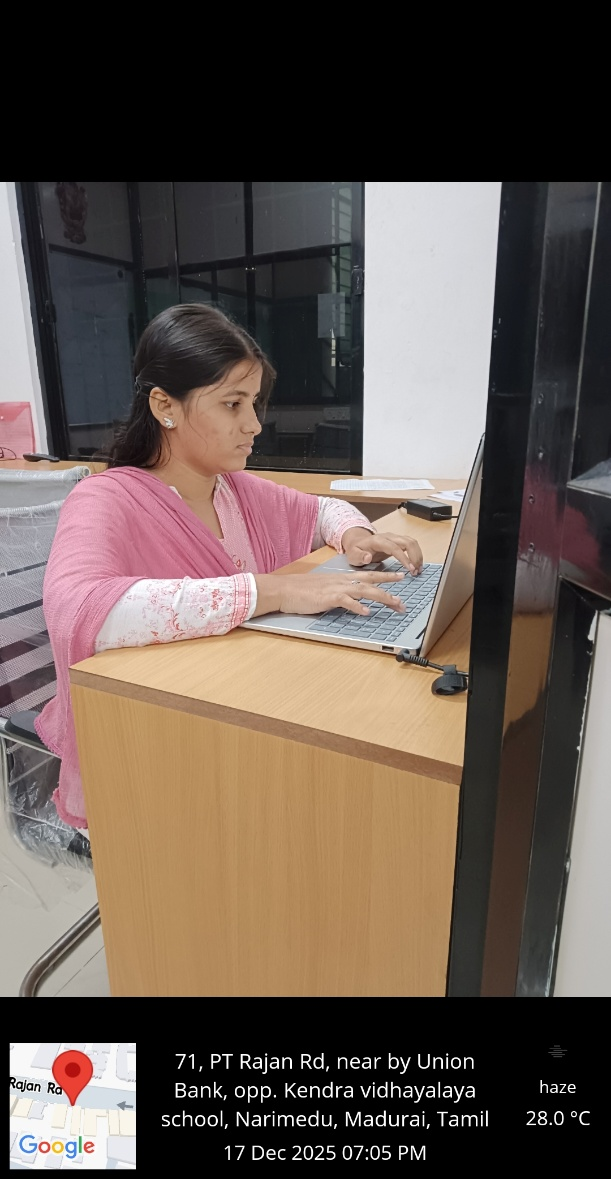 Rajan Rd
Google
71, PT Rajan Rd, near by Union
Bank, opp. Kendra vidhayalaya
school, Narimedu, Madurai, Tamil
17 Dec 2025 07:05 PM
haze
28.0 °C